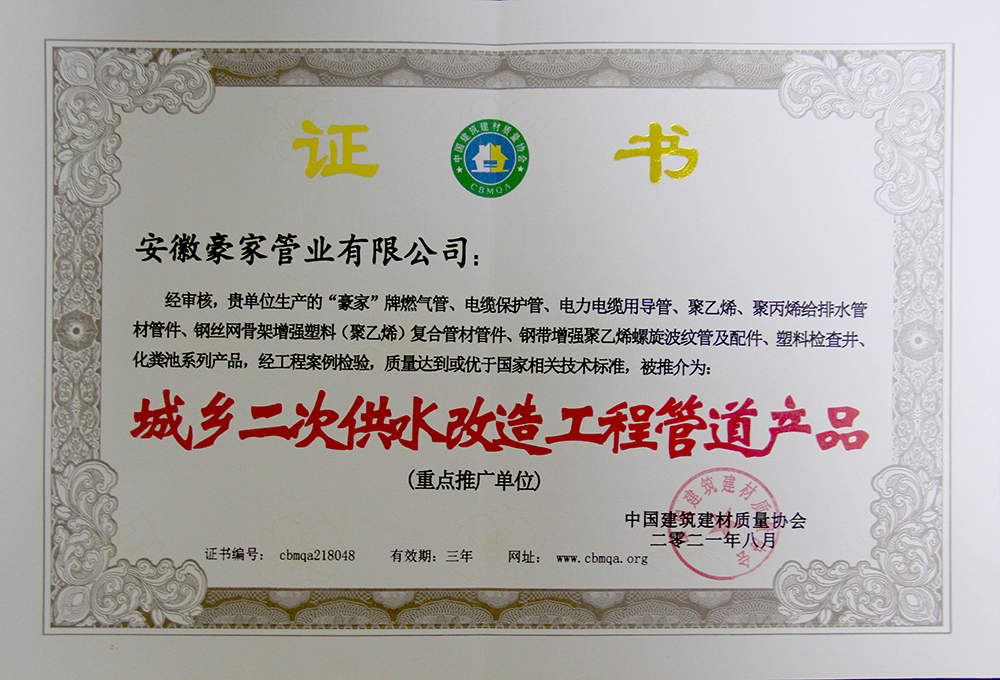 证 书
中国建筑建材质量协会
CBMQA
安徽豪家管业有限公司：
经审核，贵单位生产的“豪家”牌燃气管、电缆保护管、电力电缆用导管、聚乙烯、聚丙烯给排水管
材管件、钢丝网骨架增强塑料（聚乙烯）复合管材管件、钢带增强聚乙烯螺旋波纹管及配件、塑料检查井、
化粪池系列产品，经工程案例检验，质量达到或优于国家相关技术标准，被推介为：
城乡二次供水改造工程管道产品
(重点推广单位)
中国建筑建材质量协会
二零二一年八月
证书编号： cbmqa218048 有效期：三年 网址： www.cbmqa.org
建筑建材质